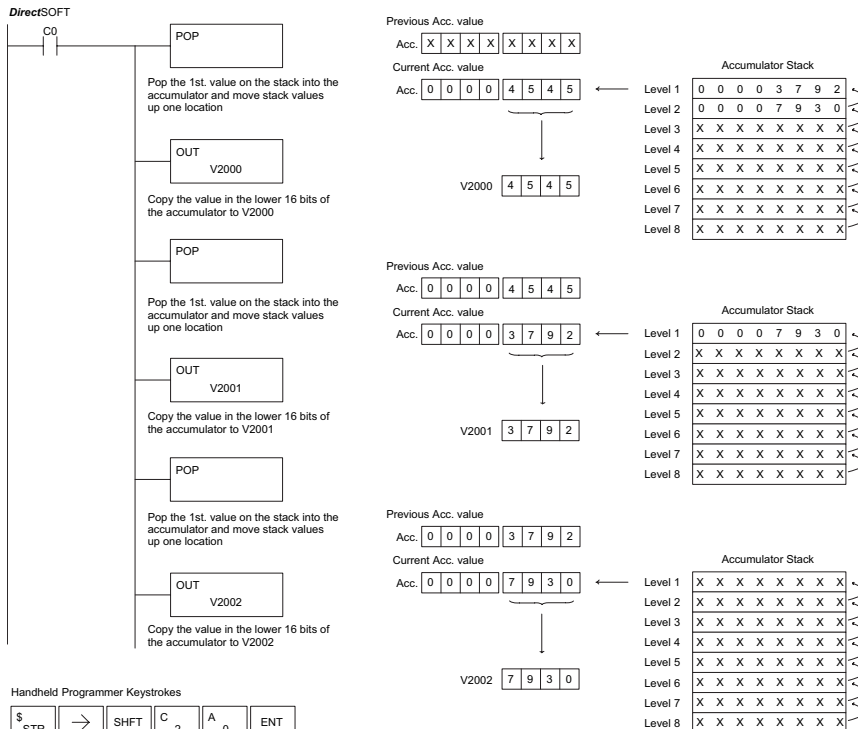 DirectSOFT
C0
POP
Pop the 1st. value on the stack into the
accumulator and move stack values
up one location
OUT
V2000
Copy the value in the lower 16 bits of
the accumulator to V2000
POP
Pop the 1st. value on the stack into the
accumulator and move stack values
up one location
OUT
V2001
Copy the value in the lower 16 bits of
the accumulator to V2001
POP
Pop the 1st. value on the stack into the
accumulator and move stack values
up one location
OUT
V2002
Copy the value in the lower 16 bits of
the accumulator to V2002
Previous Acc. value
Acc. X X X X X X X X
Current Acc. value
Acc. 0 0 0 0 4 5 4 5
V2000 4 5 4 5
Accumulator Stack
Level 1 0 0 0 0 3 7 9 2
Level 2 0 0 0 0 7 9 3 0
Level 3 X X X X X X X X
Level 4 X X X X X X X X
Level 5 X X X X X X X X
Level 6 X X X X X X X X
Level 7 X X X X X X X X
Level 8 X X X X X X X X
Previous Acc. value
Acc. 0 0 0 0 4 5 4 5
Current Acc. value
Acc. 0 0 0 0 3 7 9 2
V2001 3 7 9 2
Accumulator Stack
Level 1 0 0 0 0 7 9 3 0
Level 2 X X X X X X X X
Level 3 X X X X X X X X
Level 4 X X X X X X X X
Level 5 X X X X X X X X
Level 6 X X X X X X X X
Level 7 X X X X X X X X
Level 8 X X X X X X X X
Previous Acc. value
Acc. 0 0 0 0 3 7 9 2
Current Acc. value
Acc. 0 0 0 0 7 9 3 0
V2002 7 9 3 0
Accumulator Stack
Level 1 X X X X X X X X
Level 2 X X X X X X X X
Level 3 X X X X X X X X
Level 4 X X X X X X X X
Level 5 X X X X X X X X
Level 6 X X X X X X X X
Level 7 X X X X X X X X
Level 8 X X X X X X X X
Handheld Programmer Keystrokes
$ STR → SHFT C 2 A 0 ENT